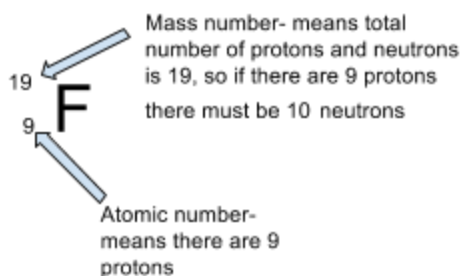 Mass number- means total
number of protons and neutrons
is 19, so if there are 9 protons
there must be 10 neutrons
19
F
9
Atomic number-
means there are 9
protons